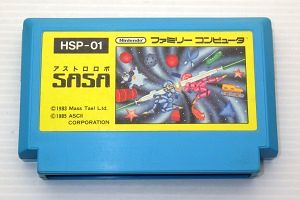 HSP-01
Nintendo ファミリー コンピュータ
アストロロボ
SASA
©1983 Mass Tael Ltd.
©1985 ASCII
CORPORATION